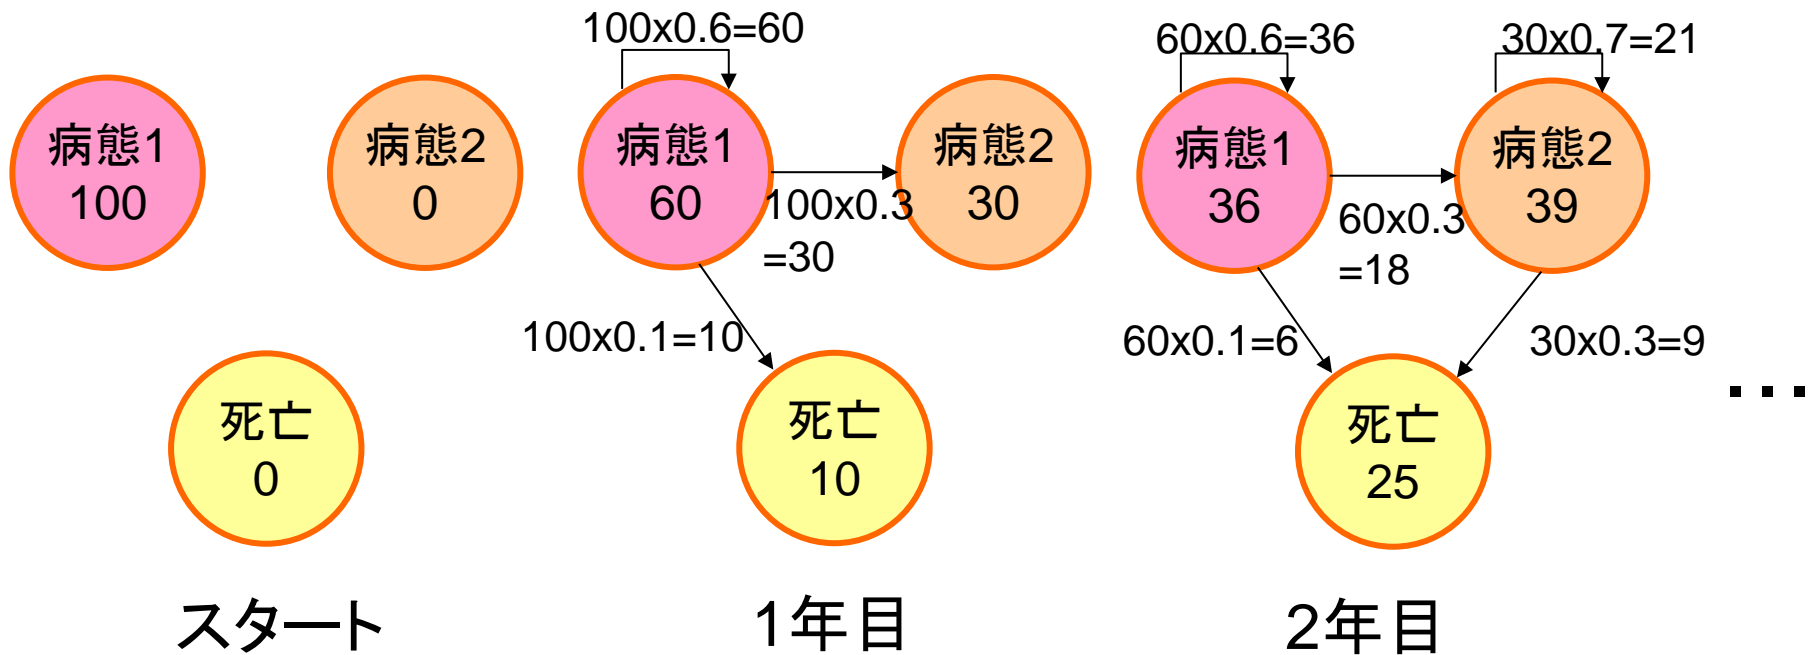 100x0.6=60
60x0.6=36
30x0.7=21
病態1
100
病態2
0
病態1
60
100x0.3
=30
病態2
30
病態1
36
60x0.3
=18
病態2
39
100x0.1=10
60x0.1=6
30x0.3=9
死亡
0
死亡
10
死亡
25
...
スタート
1年目
2年目